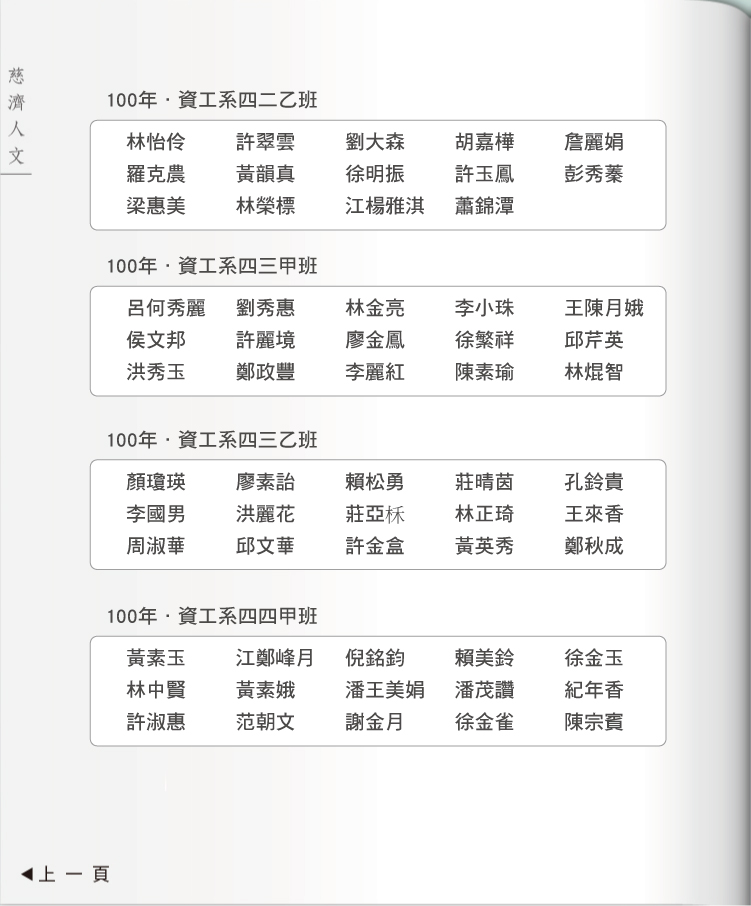 慈濟人文
100年．資工系四二乙班
林怡伶 許翠雲 劉大森 胡嘉樺 詹麗娟
羅克農 黃韻真 徐明振 許玉鳳 彭秀蓁
梁惠美 林榮標 江楊雅淇 蕭錦潭
100年．資工系四三甲班
呂何秀麗 劉秀惠 林金亮 李小珠 王陳月娥
侯文邦 許麗境 廖金鳳 徐繁祥 邱芹英
洪秀玉 鄭政豐 李麗紅 陳素瑜 林焜智
100年．資工系四三乙班
顏瓊瑛 廖素詒 賴松勇 莊晴茵 孔鈴貴
李國男 洪麗花 莊亞 林正琦 王來香
周淑華 邱文華 許金盒 黃英秀 鄭秋成
100年．資工系四四甲班
黃素玉 江鄭峰月 倪銘鈞 賴美鈴 徐金玉
林中賢 黃素娥 潘王美娟 潘茂讚 紀年香
許淑惠 范朝文 謝金月 徐金雀 陳宗賓
◀上一頁